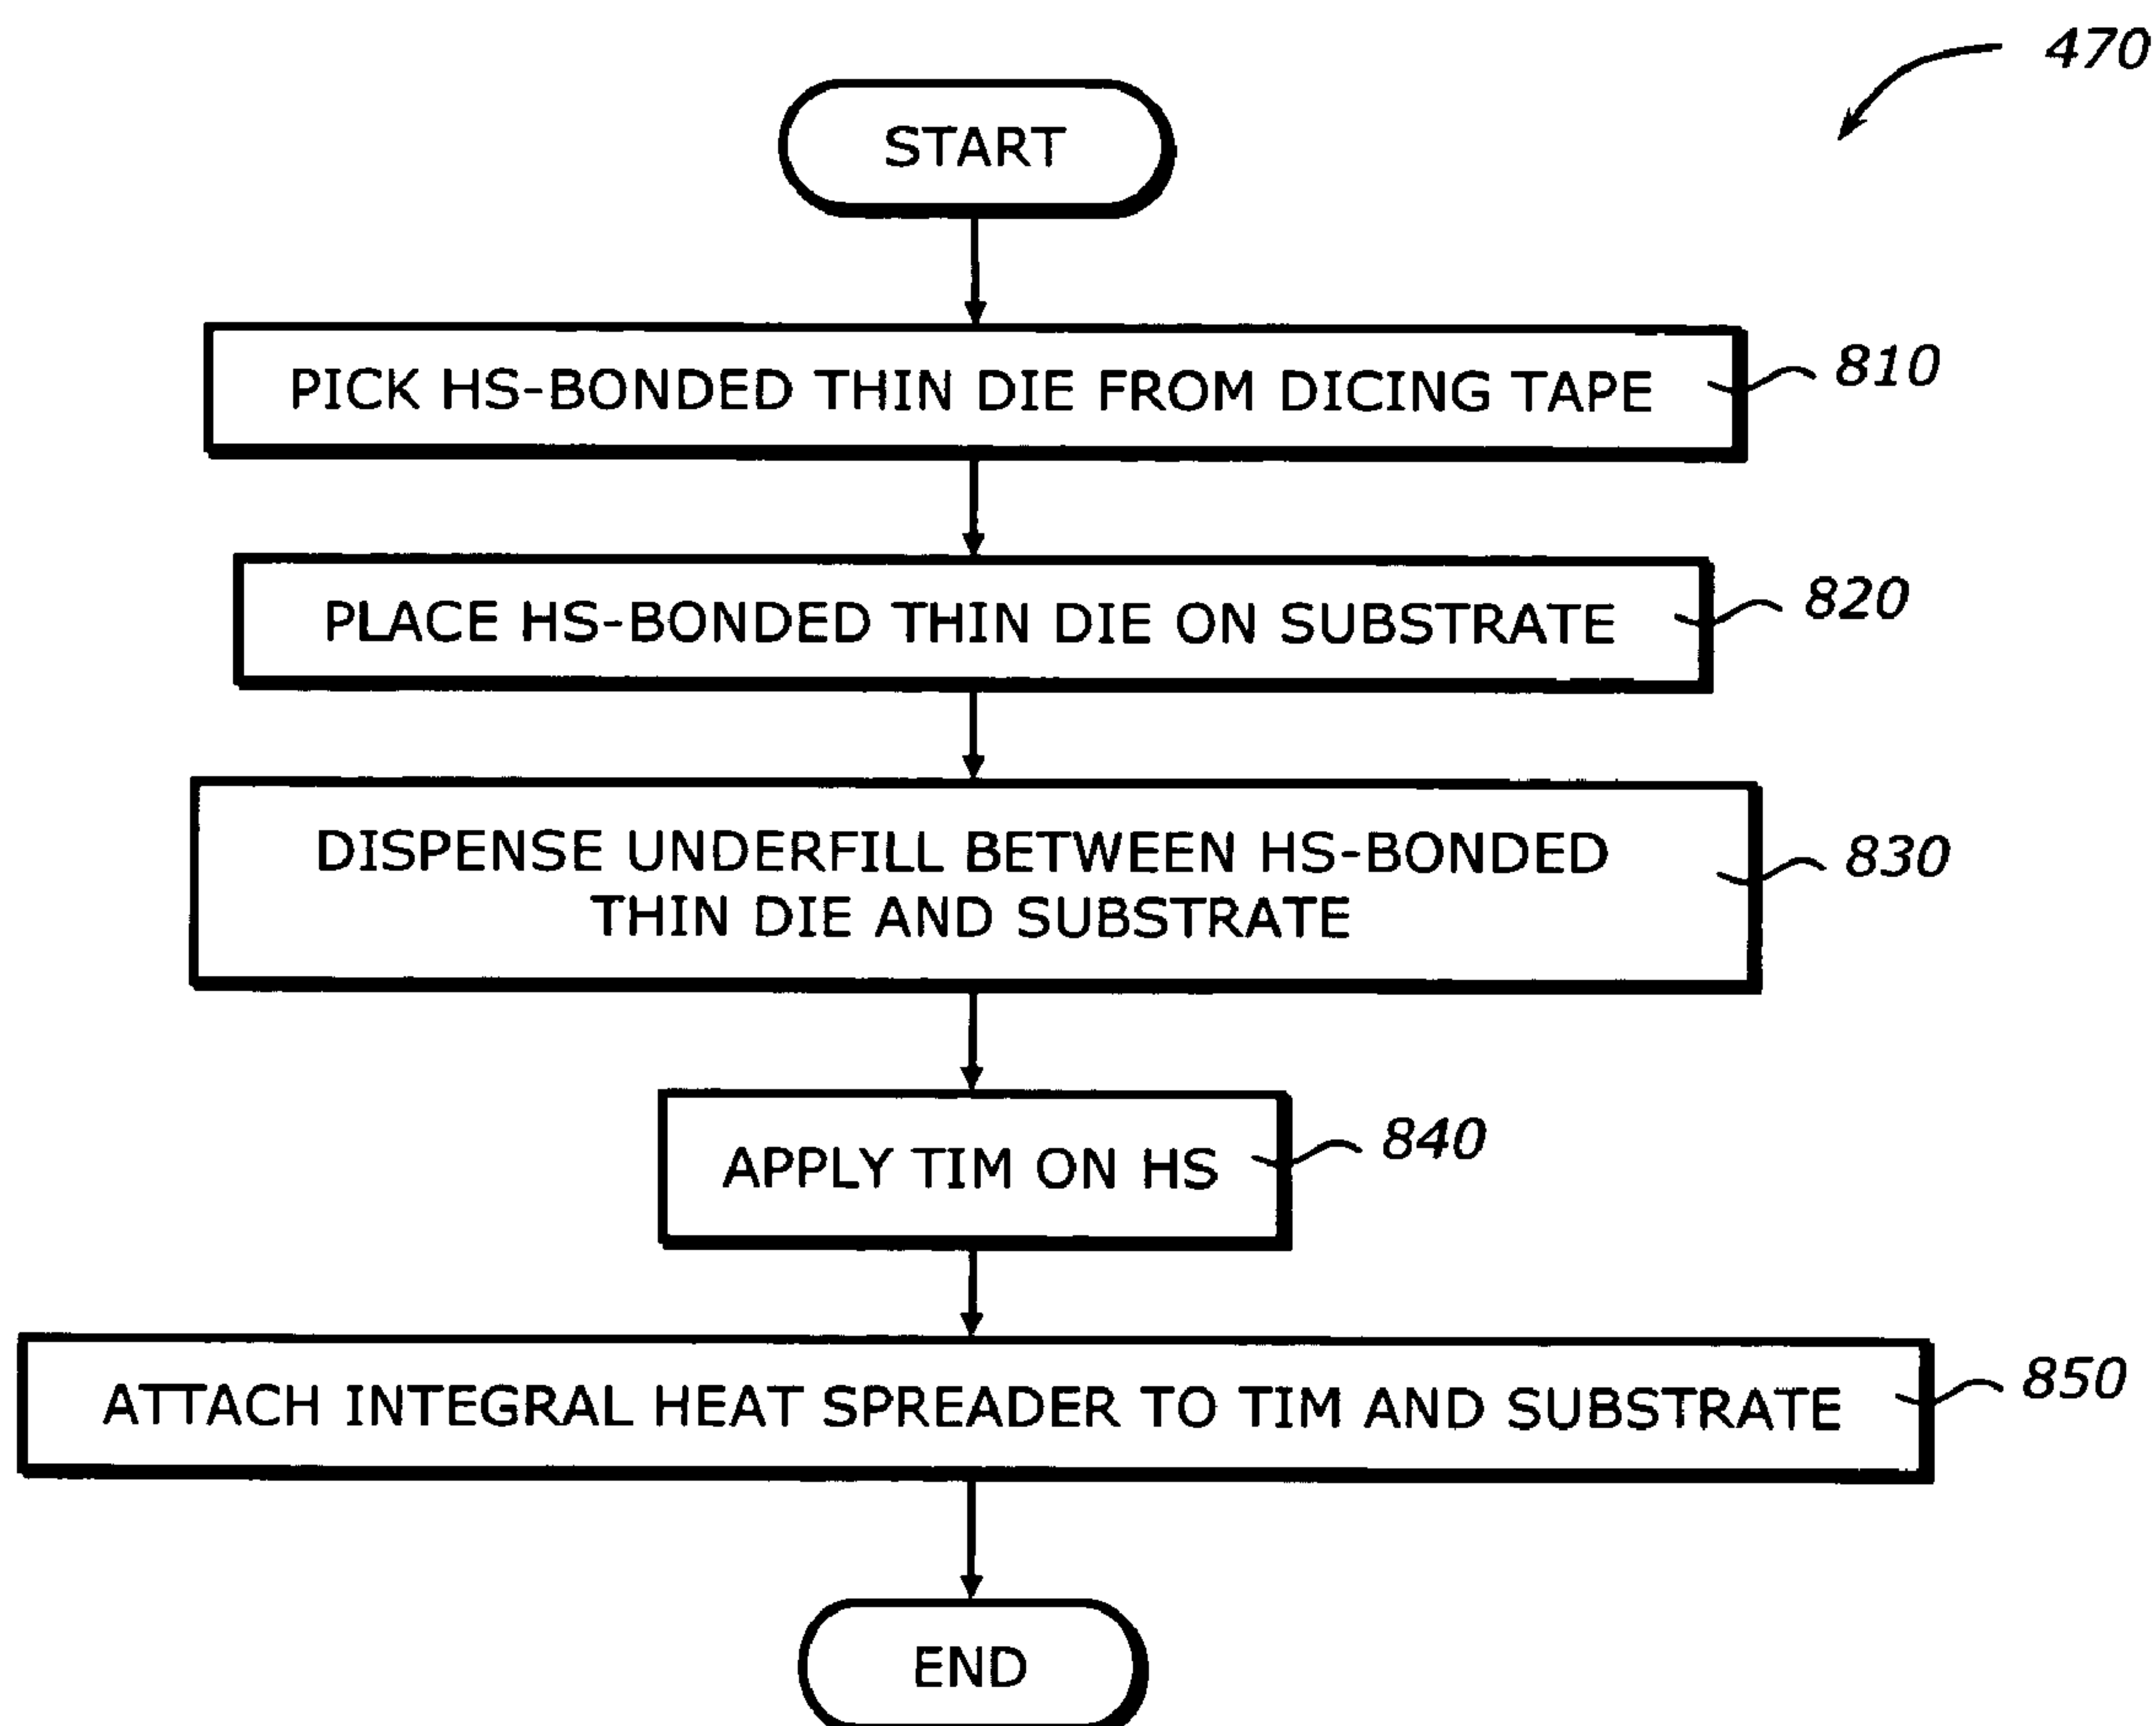 470
START
PICK HS-BONDED THIN DIE FROM DICING TAPE
810
PLACE HS-BONDED THIN DIE ON SUBSTRATE
820
DISPENSE UNDERFILL BETWEEN HS-BONDED
THIN DIE AND SUBSTRATE
830
APPLY TIM ON HS
840
ATTACH INTEGRAL HEAT SPREADER TO TIM AND SUBSTRATE
850
END